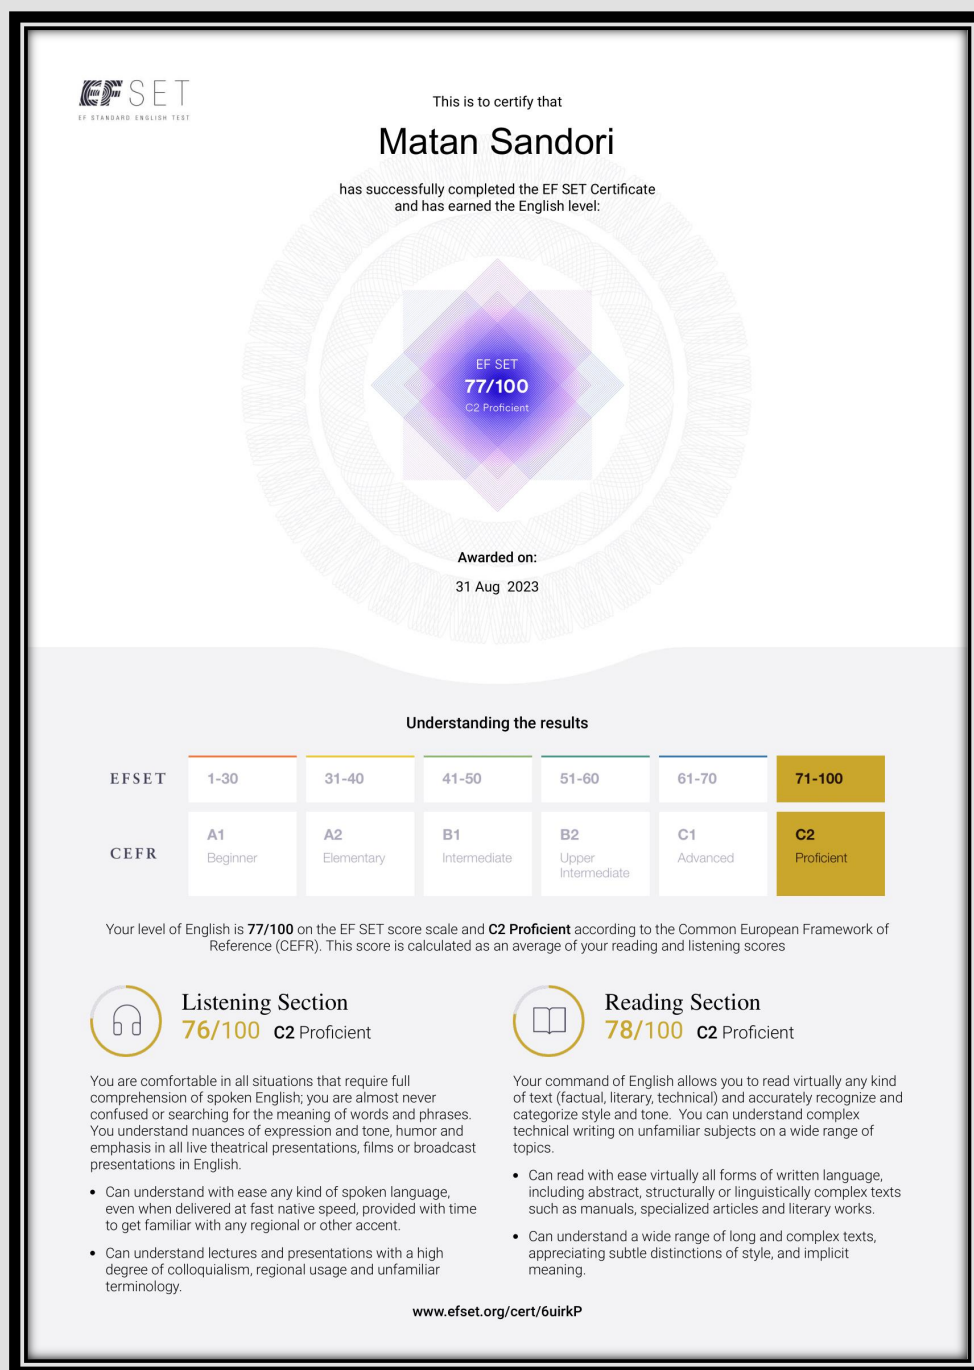 EF SET
EF STANDARD ENGLISH TEST
This is to certify that
Matan Sandori
has successfully completed the EF SET Certificate
and has earned the English level:
EF SET
77/100
C2 Proficient
Awarded on:
31 Aug 2023
Understanding the results
EFSET 1-30 31-40 41-50 51-60 61-70 71-100
CEFR
A1 A2 B1 B2 C1 C2
Beginner Elementary Intermediate Upper Advanced Proficient
Intermediate
Your level of English is 77/100 on the EF SET score scale and C2 Proficient according to the Common European Framework of
Reference (CEFR). This score is calculated as an average of your reading and listening scores
Listening Section
76/100 C2 Proficient
You are comfortable in all situations that require full
comprehension of spoken English; you are almost never
confused or searching for the meaning of words and phrases.
You understand nuances of expression and tone, humor and
emphasis in all live theatrical presentations, films or broadcast
presentations in English.
• Can understand with ease any kind of spoken language,
even when delivered at fast native speed, provided with time
to get familiar with any regional or other accent.
• Can understand lectures and presentations with a high
degree of colloquialism, regional usage and unfamiliar
terminology.
Reading Section
78/100 C2 Proficient
Your command of English allows you to read virtually any kind
of text (factual, literary, technical) and accurately recognize and
categorize style and tone. You can understand complex
technical writing on unfamiliar subjects on a wide range of
topics.
• Can read with ease virtually all forms of written language,
including abstract, structurally or linguistically complex texts
such as manuals, specialized articles and literary works.
• Can understand a wide range of long and complex texts,
appreciating subtle distinctions of style, and implicit
meaning.
www.efset.org/cert/6uirkP